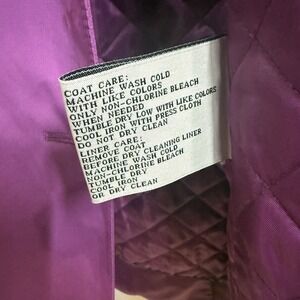 COAT CARE:
MACHINE WASH COLD
WITH LIKE COLORS
ONLY NON-CHLORINE BLEACH
WHEN NEEDED
TUMBLE DRY LOW WITH LIKE COLORS
COOL IRON WITH PRESS CLOTH
DO NOT DRY CLEAN
LINER CARE:
REMOVE COAT
BEFORE DRY CLEANING LINER
MACHINE WASH COLD
NON-CHLORINE BLEACH
TUMBLE DRY
COOL IRON
OR DRY CLEAN